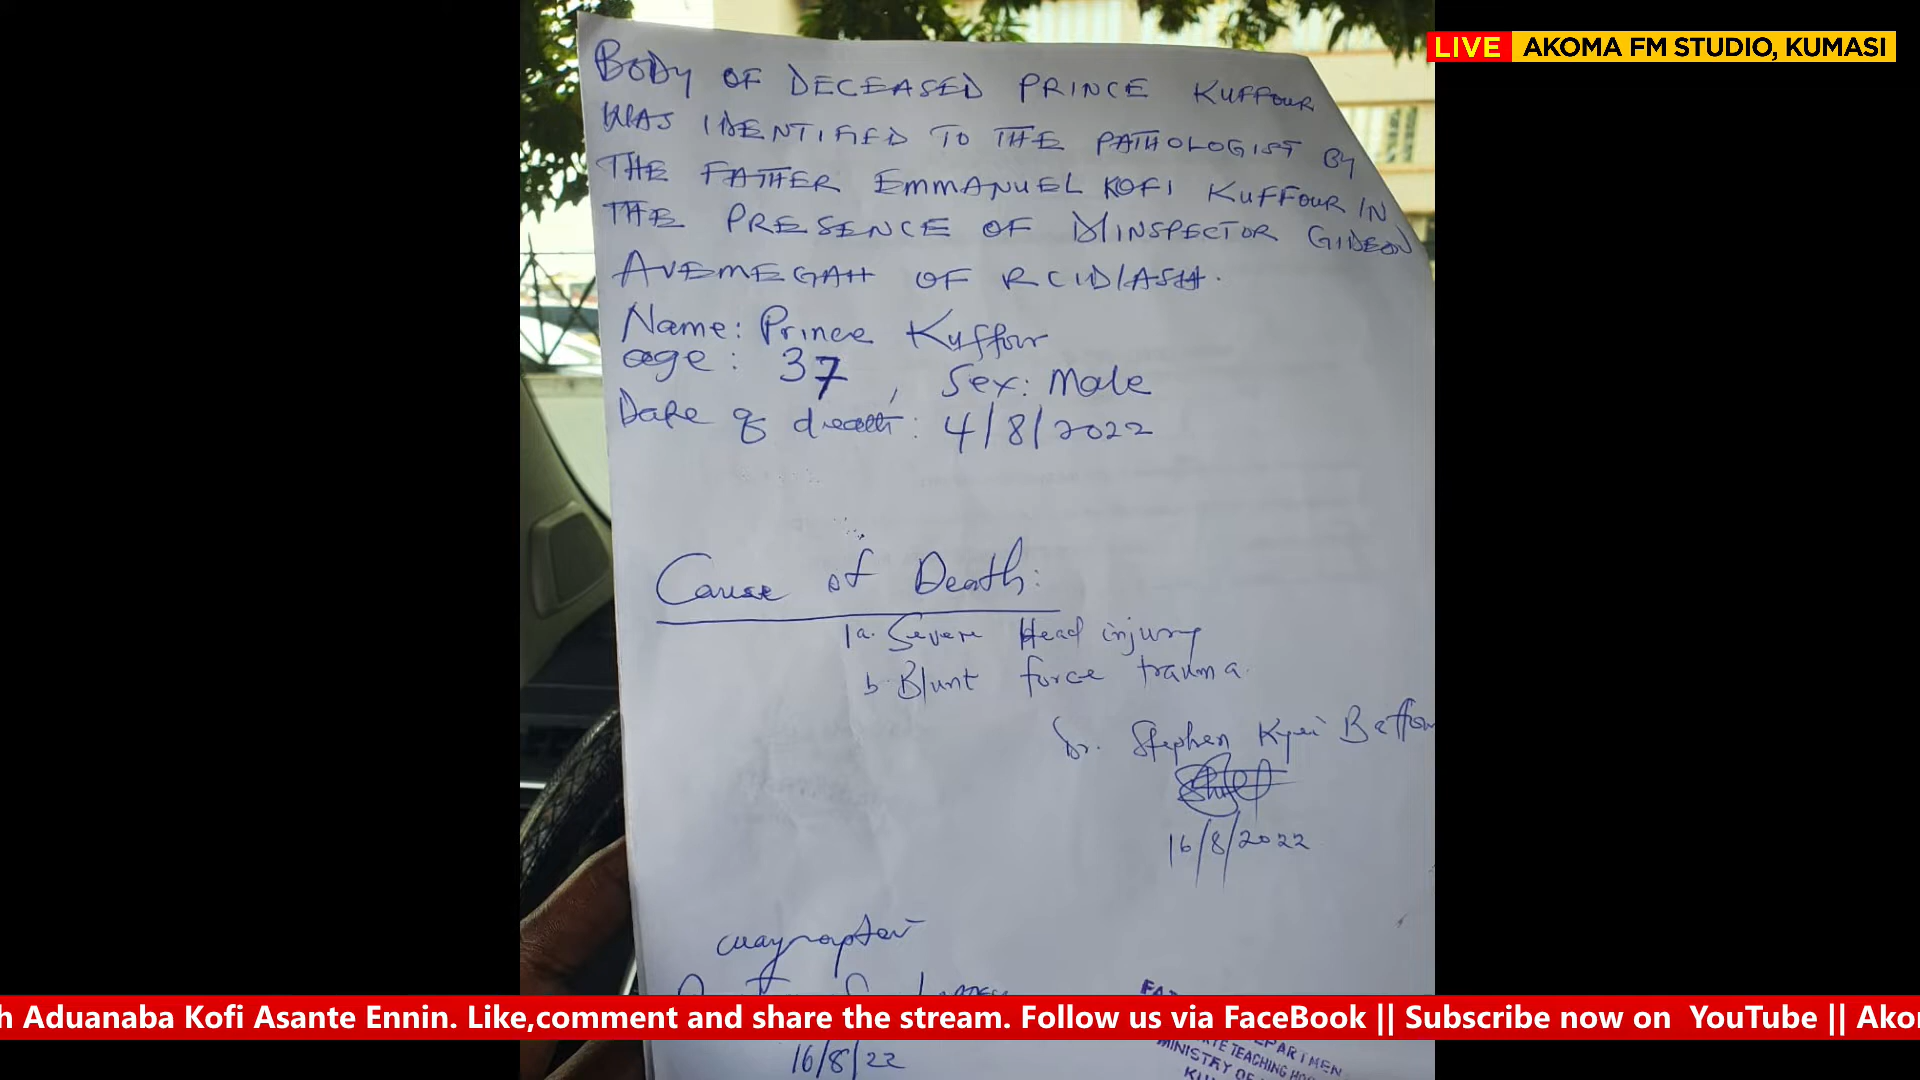 LIVE AKOMA FM STUDIO, KUMASI
BODY OF DECEASED PRINCE KUFFOUR
WAS IDENTIFIED TO THE PATHOLOGIST BY
THE FATHER EMMANUEL KOFI KUFFOUR IN
THE PRESENCE OF D/INSPECTOR GIDEON
AVEMEGAH OF RCID/ASH.
Name: Prince Kuffour
age: 37, Sex: Male
Date of death: 4/8/2022
Cause of Death:
1a. Severe Head injury
b. Blunt force trauma.
Dr. Stephen Kyei Baffour
16/8/2022
h Aduanaba Kofi Asante Ennin. Like,comment and share the stream. Follow us via FaceBook || Subscribe now on YouTube || Ako
16/8/22
TEACHING
MINISTRY OF